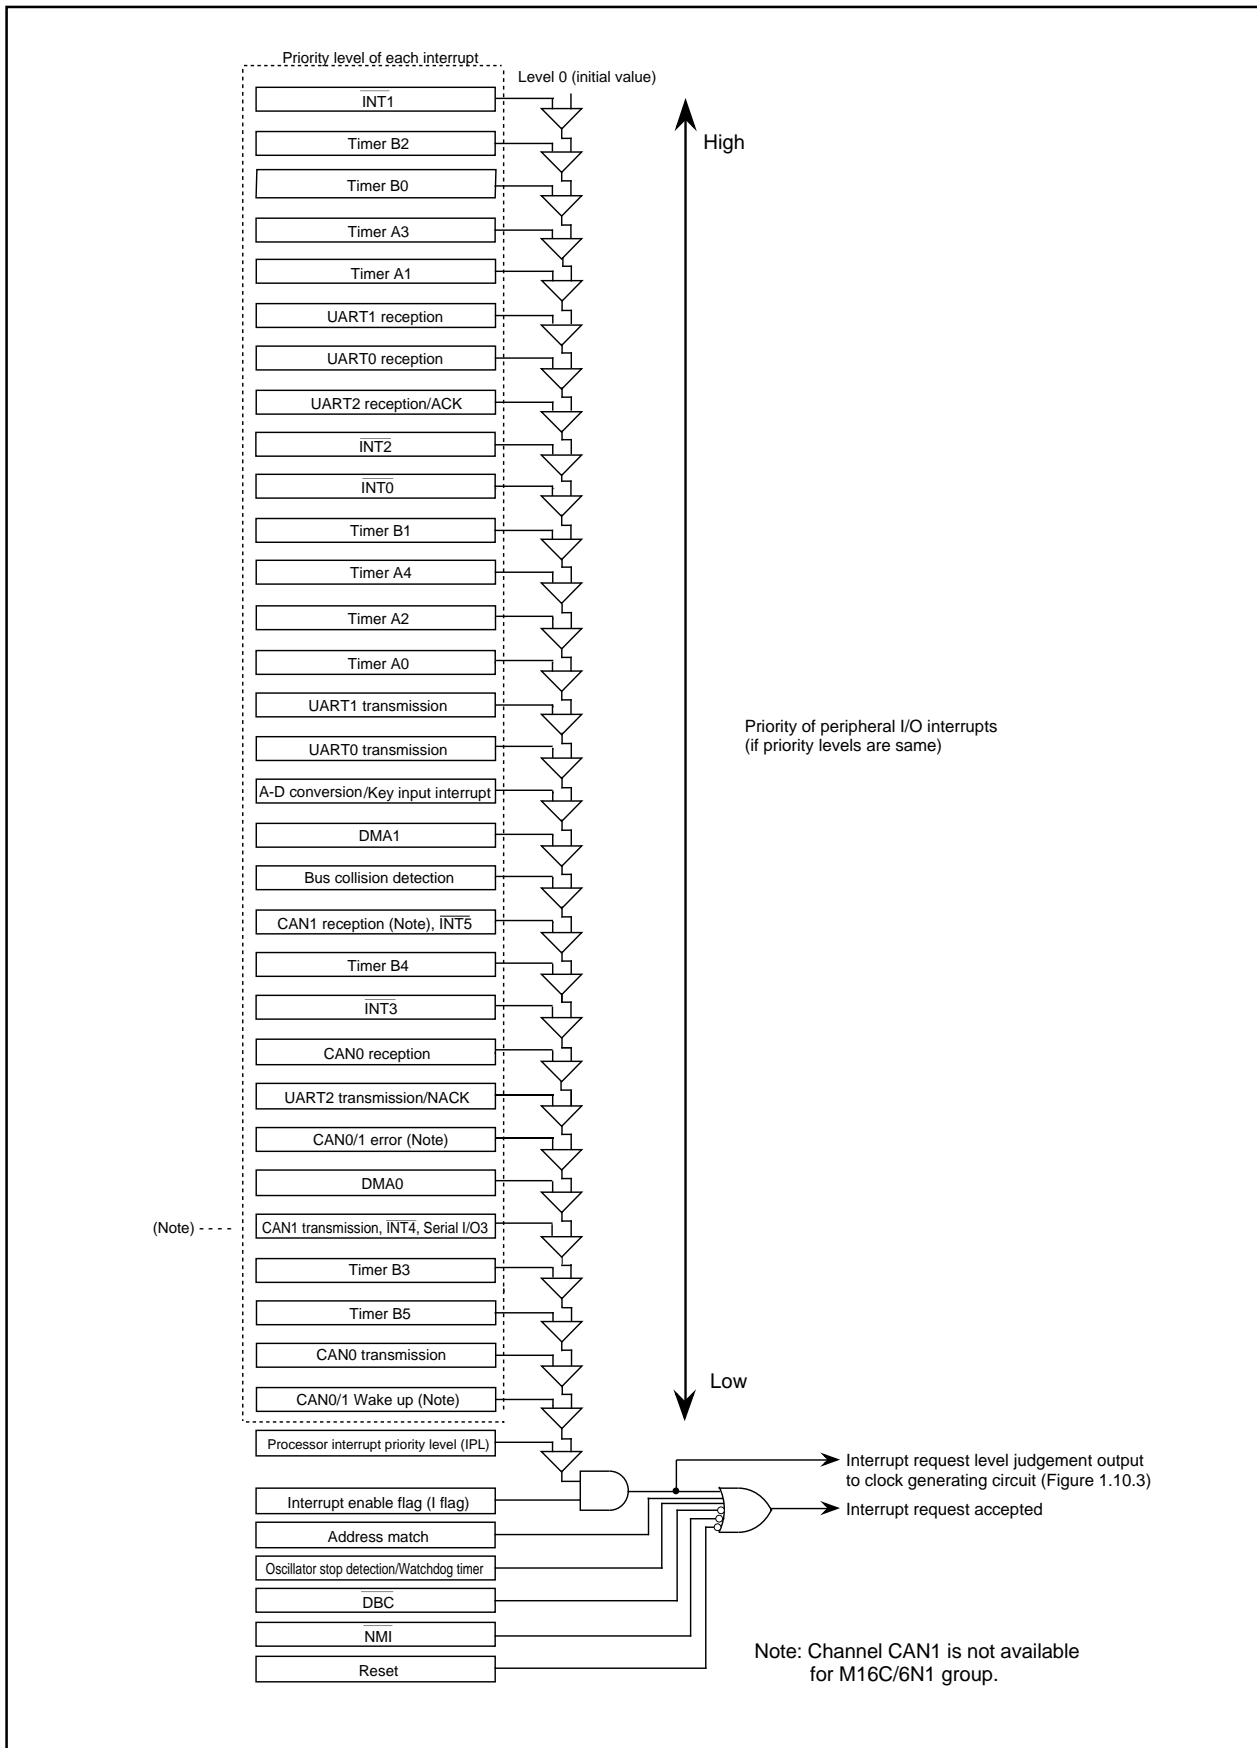 Priority level of each interrupt
Level 0 (initial value)
INT1
High
Timer B2
Timer B0
Timer A3
Timer A1
UART1 reception
UART0 reception
UART2 reception/ACK
INT2
INT0
Timer B1
Timer A4
Timer A2
Timer A0
UART1 transmission
Priority of peripheral I/O interrupts
(if priority levels are same)
UART0 transmission
A-D conversion/Key input interrupt
DMA1
Bus collision detection
CAN1 reception (Note), INT5
Timer B4
INT3
CAN0 reception
UART2 transmission/NACK
CAN0/1 error (Note)
DMA0
(Note) - - - -
CAN1 transmission, INT4, Serial I/O3
Timer B3
Timer B5
CAN0 transmission
Low
CAN0/1 Wake up (Note)
Processor interrupt priority level (IPL)
Interrupt request level judgement output
to clock generating circuit (Figure 1.10.3)
Interrupt enable flag (I flag)
Interrupt request accepted
Address match
Oscillator stop detection/Watchdog timer
DBC
NMI
Reset
Note: Channel CAN1 is not available
for M16C/6N1 group.